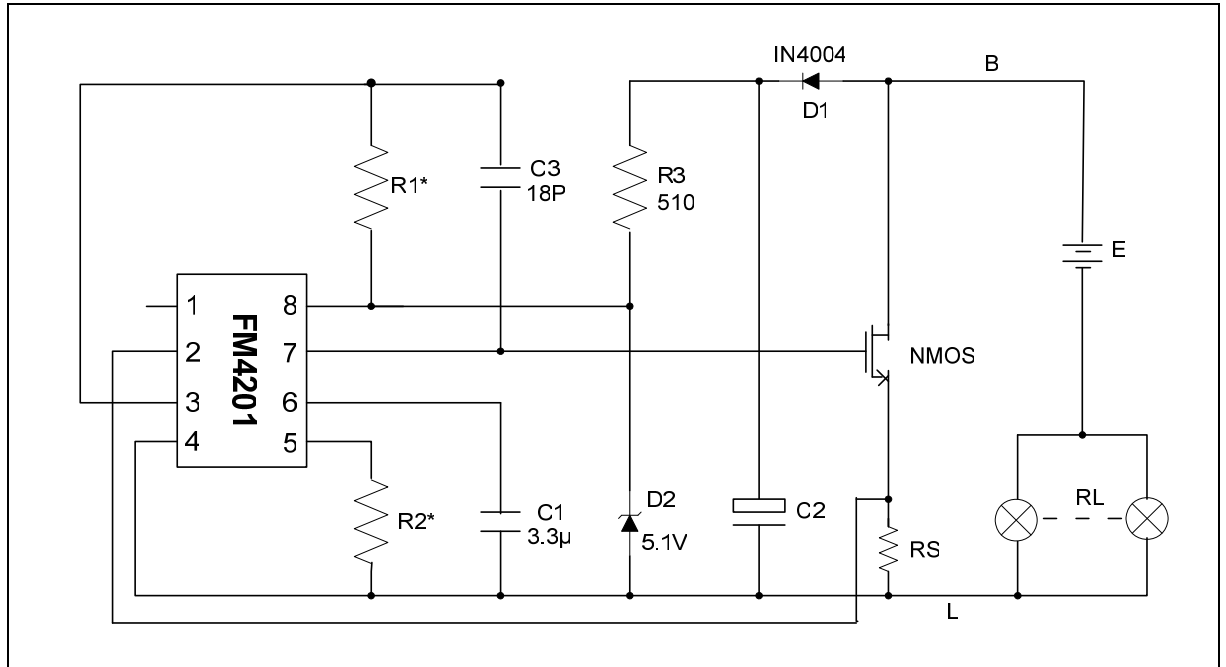 IN4004
B
D1
C3
18P
R1*
R3
510
E
1
8
2
7
3
6
4
5
FM4201
NMOS
R2*
C1
3.3µ
D2
5.1V
C2
RS
RL
L